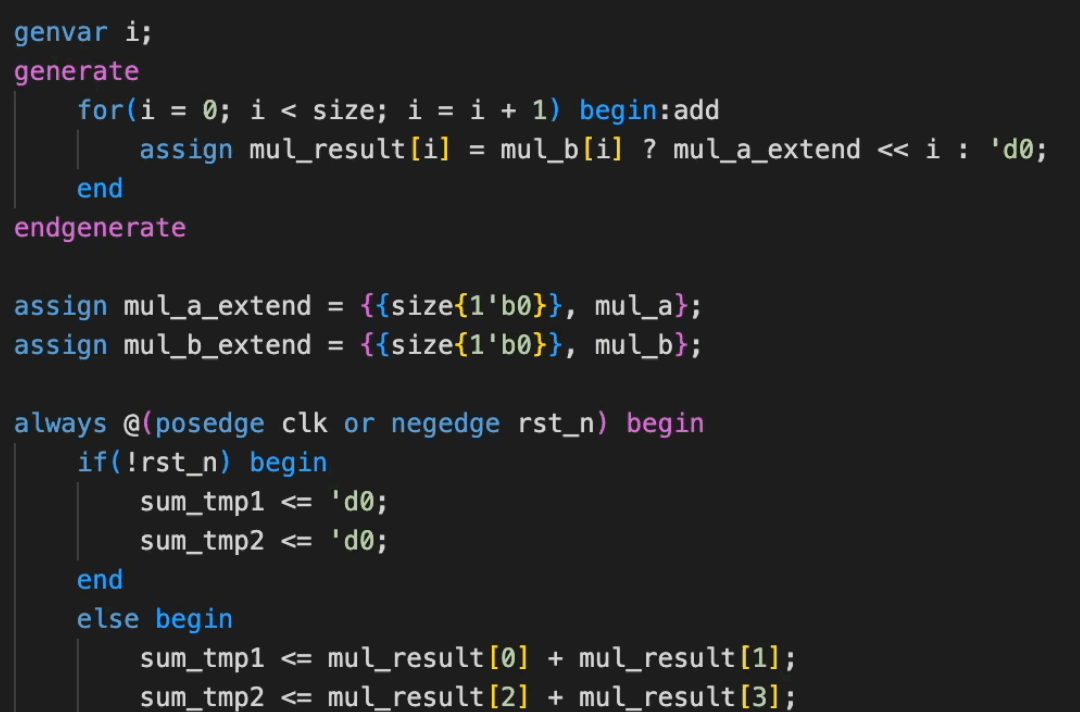 genvar i;
generate
for(i = 0; i < size; i = i + 1) begin:add
assign mul_result[i] = mul_b[i] ? mul_a_extend << i : 'd0;
end
endgenerate
assign mul_a_extend = {{size{1'b0}}, mul_a};
assign mul_b_extend = {{size{1'b0}}, mul_b};
always @(posedge clk or negedge rst_n) begin
if(!rst_n) begin
sum_tmp1 <= 'd0;
sum_tmp2 <= 'd0;
end
else begin
sum_tmp1 <= mul_result[0] + mul_result[1];
sum_tmp2 <= mul_result[2] + mul_result[3];